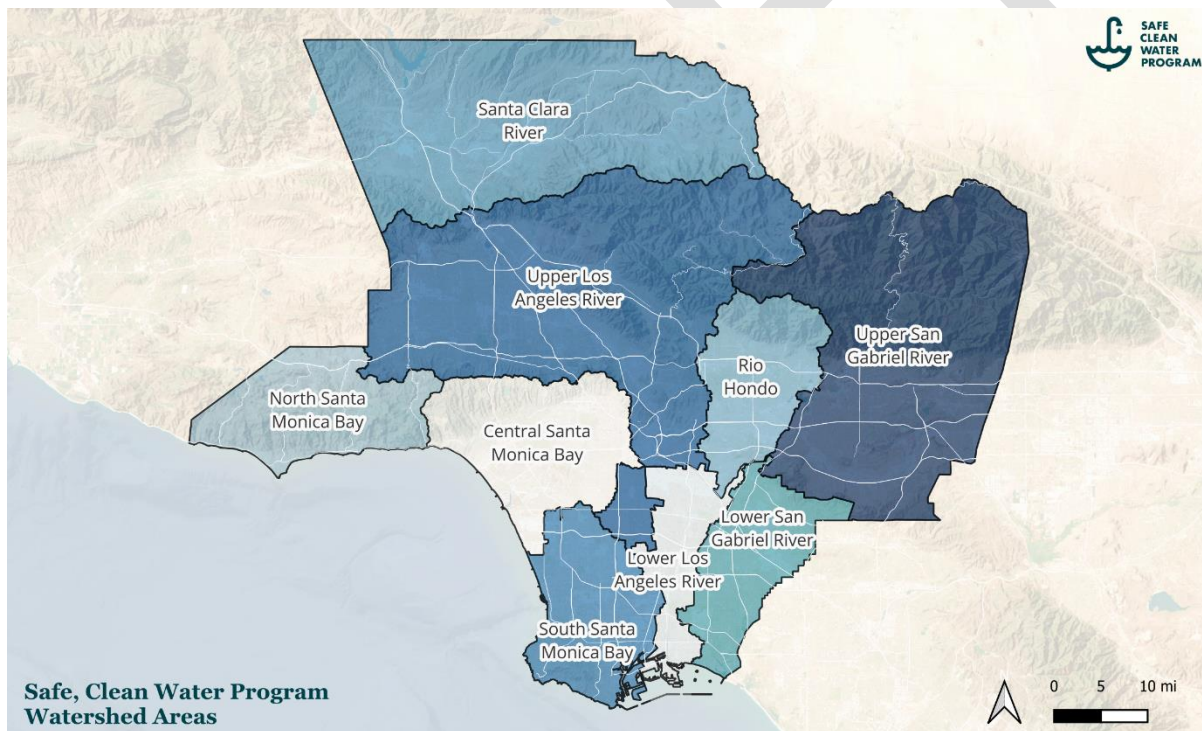 SAFE
CLEAN
WATER
PROGRAM
Santa Clara
River
Upper Los
Angeles River
Upper San
Gabriel River
Rio
Hondo
North Santa
Monica Bay
Central Santa
Monica Bay
Lower San
Gabriel River
Lower Los
Angeles River
South Santa
Monica Bay
Safe, Clean Water Program
Watershed Areas
0 5 10 mi